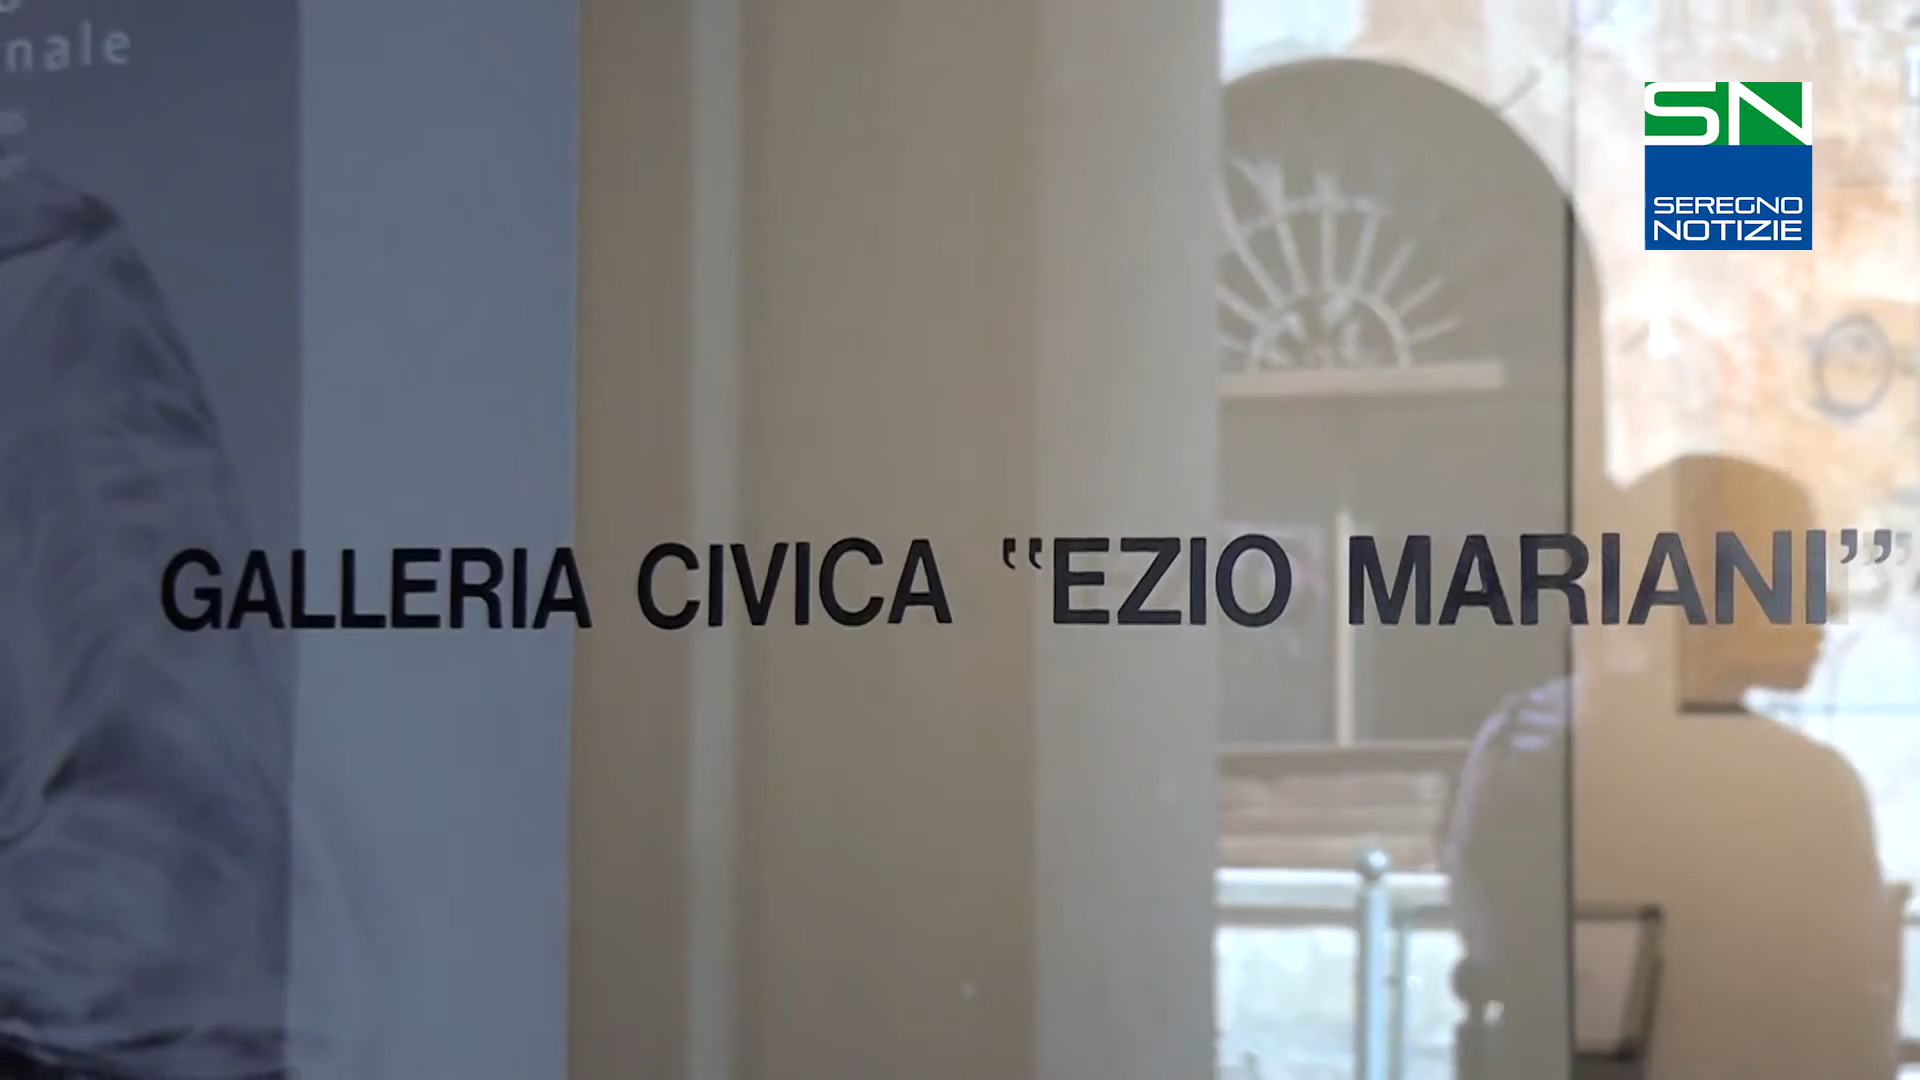 nale
SN
SEREGNO
NOTIZIE
GALLERIA CIVICA “EZIO MARIANI”